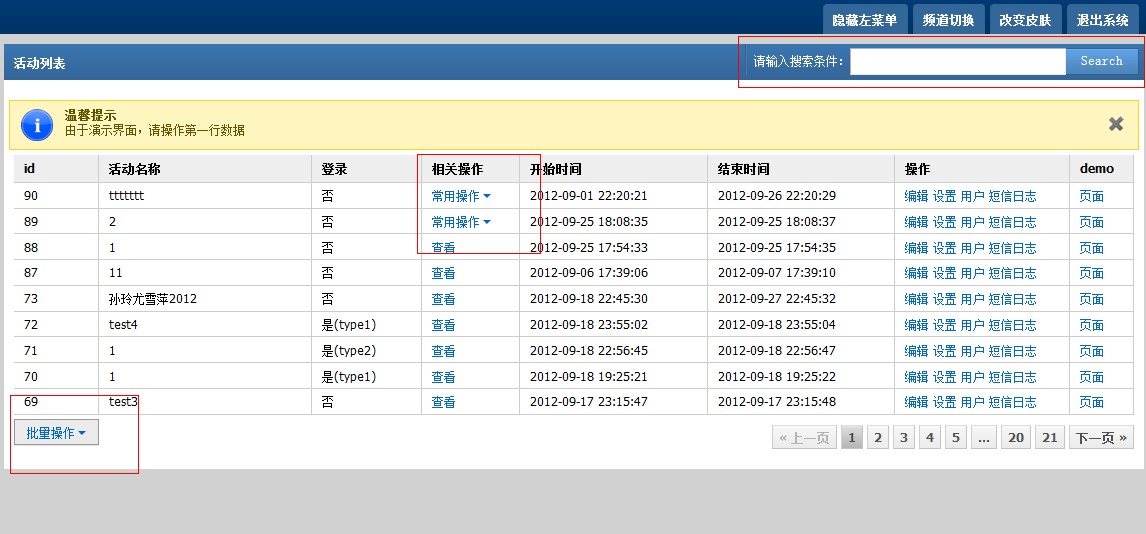 隐藏左菜单 频道切换 改变皮肤 退出系统
活动列表 请输入搜索条件: Search
温馨提示
由于演示界面，请操作第一行数据
id 活动名称 登录 相关操作 开始时间 结束时间 操作 demo
90 ttttttt 否 常用操作 2012-09-01 22:20:21 2012-09-26 22:20:29 编辑 设置 用户 短信日志 页面
89 2 否 常用操作 2012-09-25 18:08:35 2012-09-25 18:08:37 编辑 设置 用户 短信日志 页面
88 1 否 查看 2012-09-25 17:54:33 2012-09-25 17:54:35 编辑 设置 用户 短信日志 页面
87 11 否 查看 2012-09-06 17:39:06 2012-09-07 17:39:10 编辑 设置 用户 短信日志 页面
73 孙玲尤雪萍2012 否 查看 2012-09-18 22:45:30 2012-09-27 22:45:32 编辑 设置 用户 短信日志 页面
72 test4 是(type1) 查看 2012-09-18 23:55:02 2012-09-18 23:55:04 编辑 设置 用户 短信日志 页面
71 1 是(type2) 查看 2012-09-18 22:56:45 2012-09-18 22:56:47 编辑 设置 用户 短信日志 页面
70 1 是(type1) 查看 2012-09-18 19:25:21 2012-09-18 19:25:22 编辑 设置 用户 短信日志 页面
69 test3 否 查看 2012-09-17 23:15:47 2012-09-17 23:15:48 编辑 设置 用户 短信日志 页面
批量操作 « 上一页 1 2 3 4 5 ... 20 21 下一页 »